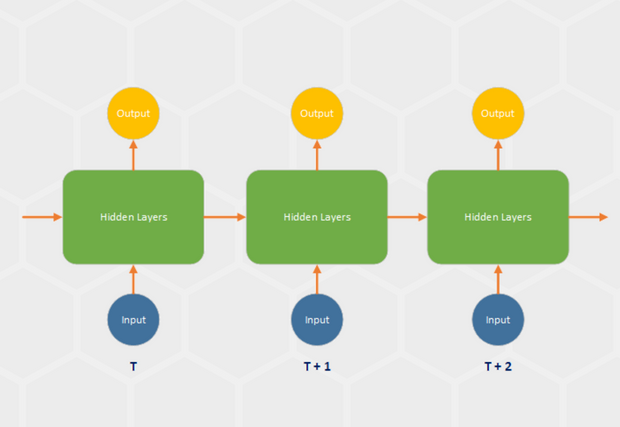 Output
Output
Output
Hidden Layers
Hidden Layers
Hidden Layers
Input
Input
Input
T
T + 1
T + 2